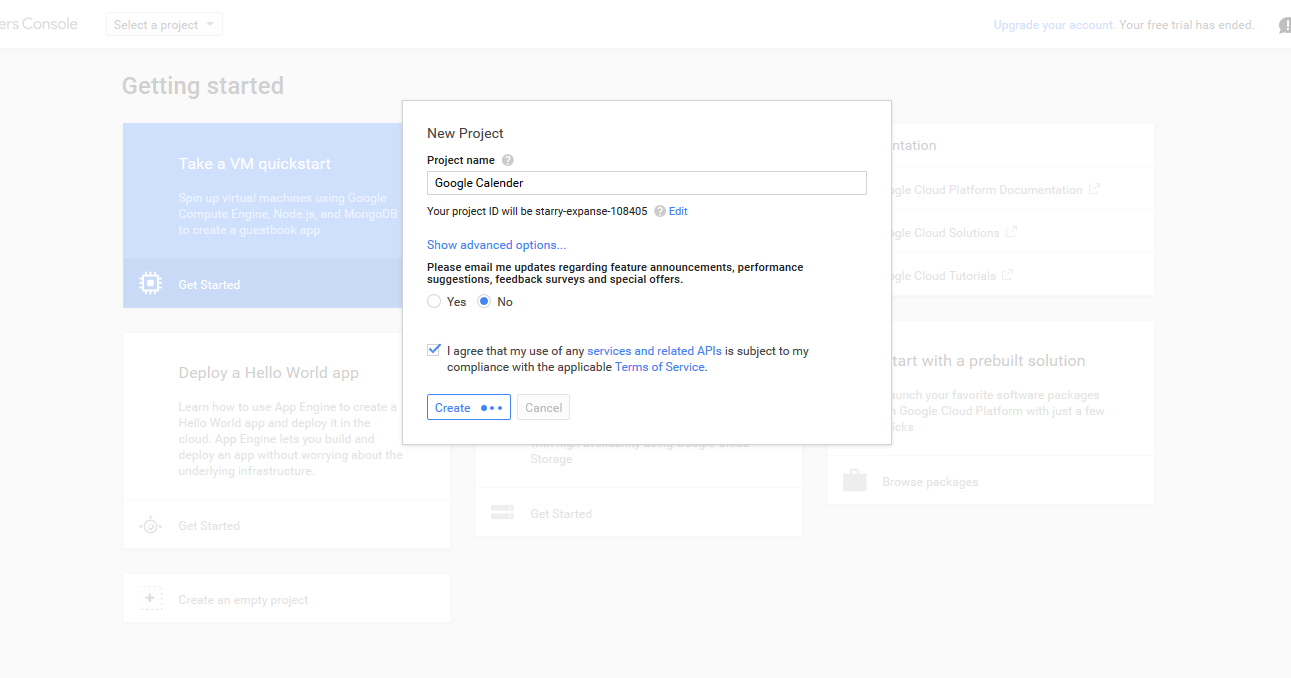 ers Console
Select a project
Upgrade your account. Your free trial has ended.
Getting started
Take a VM quickstart
Spin up virtual machines using Google
Compute Engine, Node.js, and MongoDB
to create a guestbook app
Get Started
New Project
Project name
Google Calender
Your project ID will be starry-expanse-108405 Edit
Show advanced options...
Please email me updates regarding feature announcements, performance
suggestions, feedback surveys and special offers.
Yes No
I agree that my use of any services and related APIs is subject to my
compliance with the applicable Terms of Service.
Create Cancel
ntation
gle Cloud Platform Documentation
gle Cloud Solutions
gle Cloud Tutorials
Deploy a Hello World app
Learn how to use App Engine to create a
Hello World app and deploy it in the
cloud. App Engine lets you build and
deploy an app without worrying about the
underlying infrastructure.
Get Started
with high availability using Google Cloud
Storage
Get Started
tart with a prebuilt solution
aunch your favorite software packages
n Google Cloud Platform with just a few
icks
Browse packages
Create an empty project